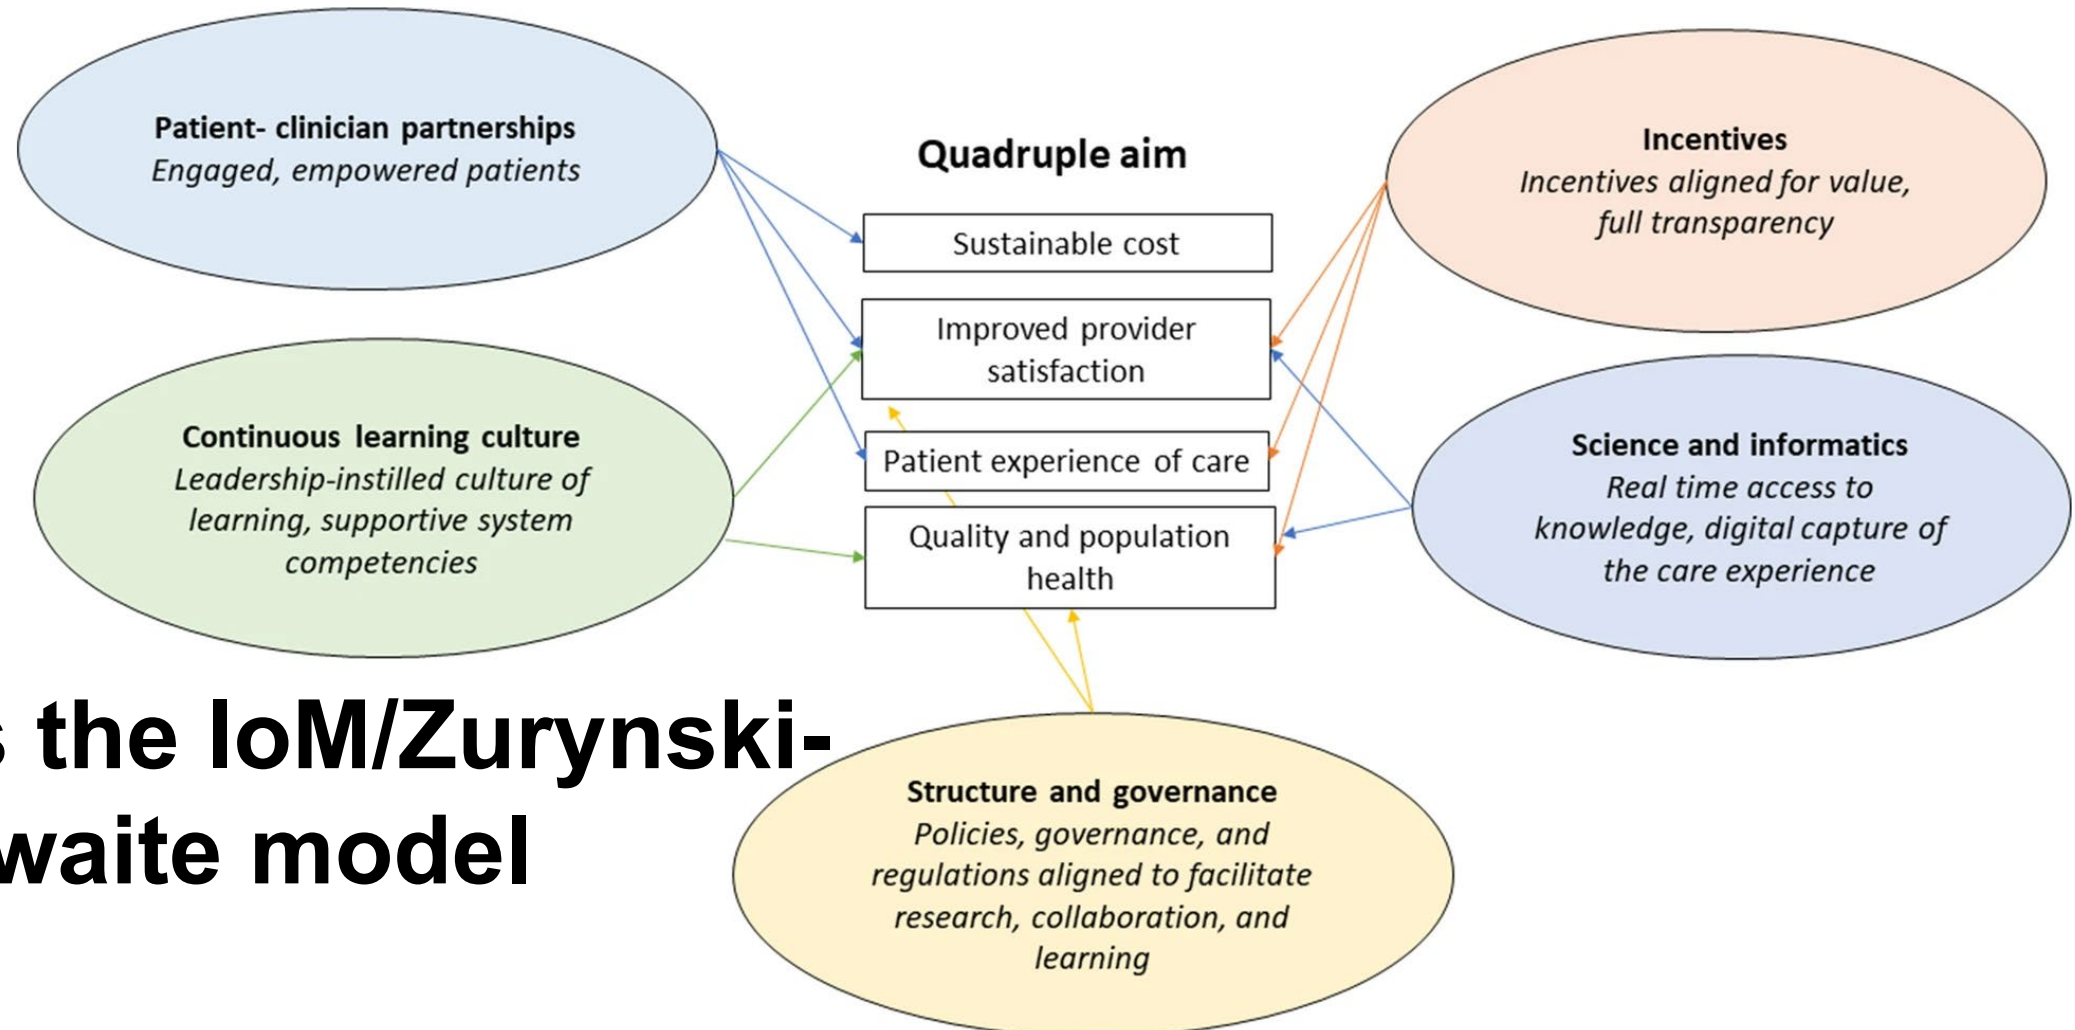 Patient- clinician partnerships
Engaged, empowered patients
Quadruple aim
Incentives
Incentives aligned for value,
full transparency
Sustainable cost
Improved provider
satisfaction
Continuous learning culture
Leadership-instilled culture of
learning, supportive system
competencies
Patient experience of care
Science and informatics
Real time access to
knowledge, digital capture of
the care experience
Quality and population
health
s the IoM/Zurynski-
waite model
Structure and governance
Policies, governance, and
regulations aligned to facilitate
research, collaboration, and
learning